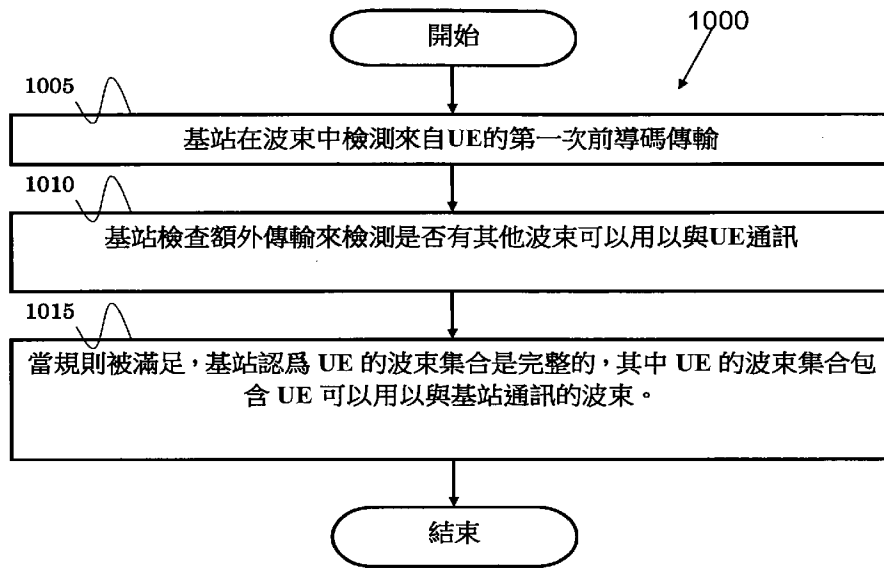 開始
1000
1005
基站在波束中檢測來自UE的第一次前導碼傳輸
1010
基站檢查額外傳輸來檢測是否有其他波束可以用以與UE通訊
1015
當規則被滿足，基站認爲 UE 的波束集合是完整的，其中 UE 的波束集合包
含 UE 可以用以與基站通訊的波束。
結束